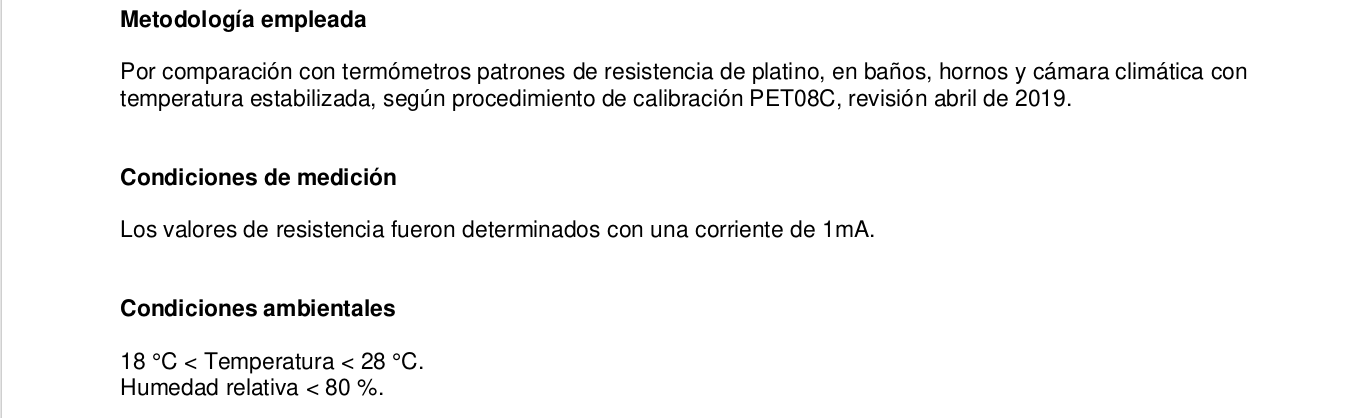 Metodología empleada
Por comparación con termómetros patrones de resistencia de platino, en baños, hornos y cámara climática con
temperatura estabilizada, según procedimiento de calibración PET08C, revisión abril de 2019.
Condiciones de medición
Los valores de resistencia fueron determinados con una corriente de 1mA.
Condiciones ambientales
18 °C < Temperatura < 28 °C.
Humedad relativa < 80 %.